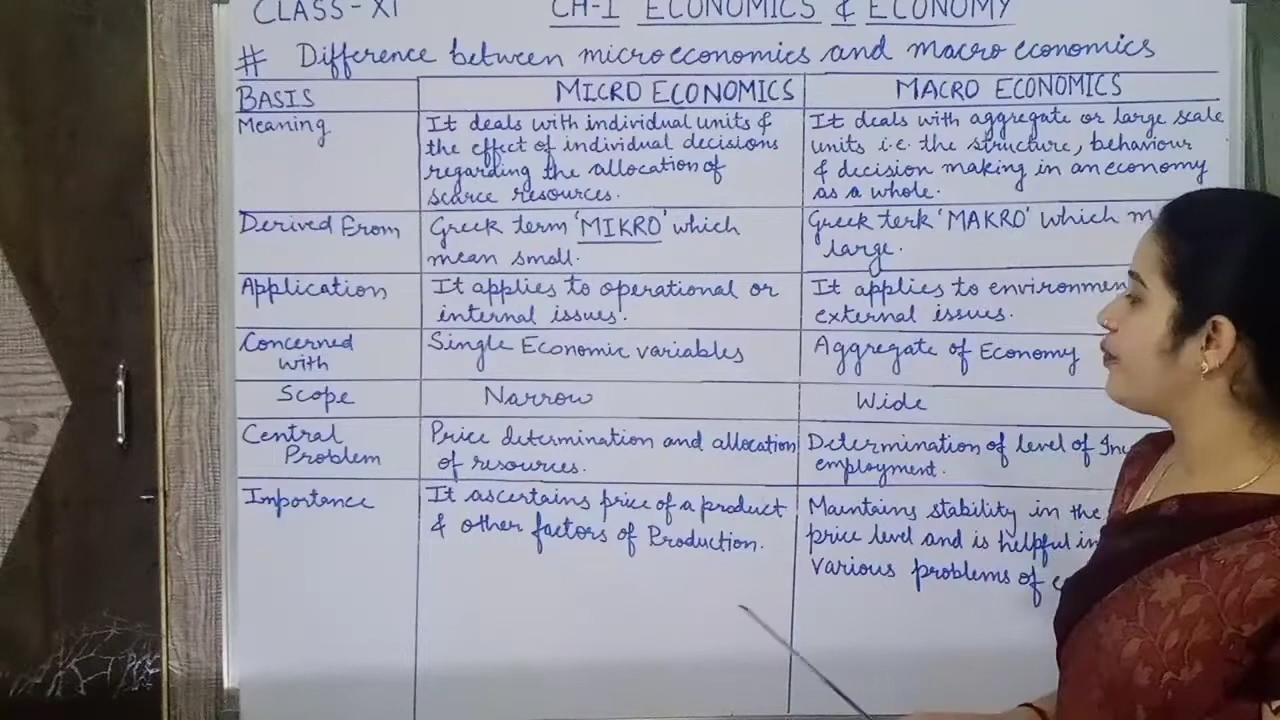 CLASS-XI CH-1 ECONOMICS & ECONOMY
# Difference between microeconomics and macroeconomics
BASIS
MICRO ECONOMICS
MACRO ECONOMICS
Meaning
It deals with individual units &
the effect of individual decisions
regarding the allocation of
scarce resources.
It deals with aggregate or large scale
units i.e. the structure, behaviour
& decision making in an economy
as a whole.
Derived From
Greek term 'MIKRO' which
mean small.
Greek terk 'MAKRO' which
large.
Application
It applies to operational or
internal issues.
It applies to
external issues.
Concerned
with
Single Economic variables
Aggregate of Economy
Scope
Narrow
Wide
Central
Problem
Price determination and allocation
of resources.
Determination of level of
employment.
Importence
It ascertains price of a product
& other factors of Production.
Maintains stability in the
price level and is helpful in
various problems of